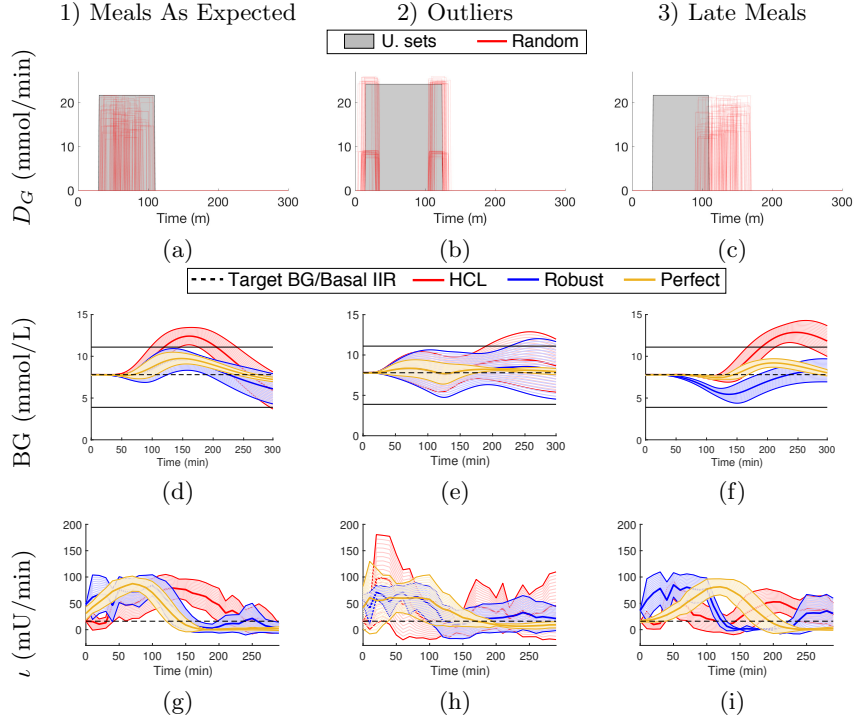 1) Meals As Expected
2) Outliers
3) Late Meals
U. sets
Random
D_G (mmol/min)
20
10
0
0 100 200 300
Time (m)
20
10
0
0 100 200 300
Time (m)
20
10
0
0 100 200 300
Time (m)
(a)
(b)
(c)
Target BG/Basal IIR
HCL
Robust
Perfect
BG (mmol/L)
15
10
5
0
0 50 100 150 200 250 300
Time (min)
15
10
5
0
0 50 100 150 200 250 300
Time (min)
15
10
5
0
0 50 100 150 200 250 300
Time (min)
(d)
(e)
(f)
ι (mU/min)
200
150
100
50
0
0 50 100 150 200 250
Time (min)
200
150
100
50
0
0 50 100 150 200 250
Time (min)
200
150
100
50
0
0 50 100 150 200 250
Time (min)
(g)
(h)
(i)